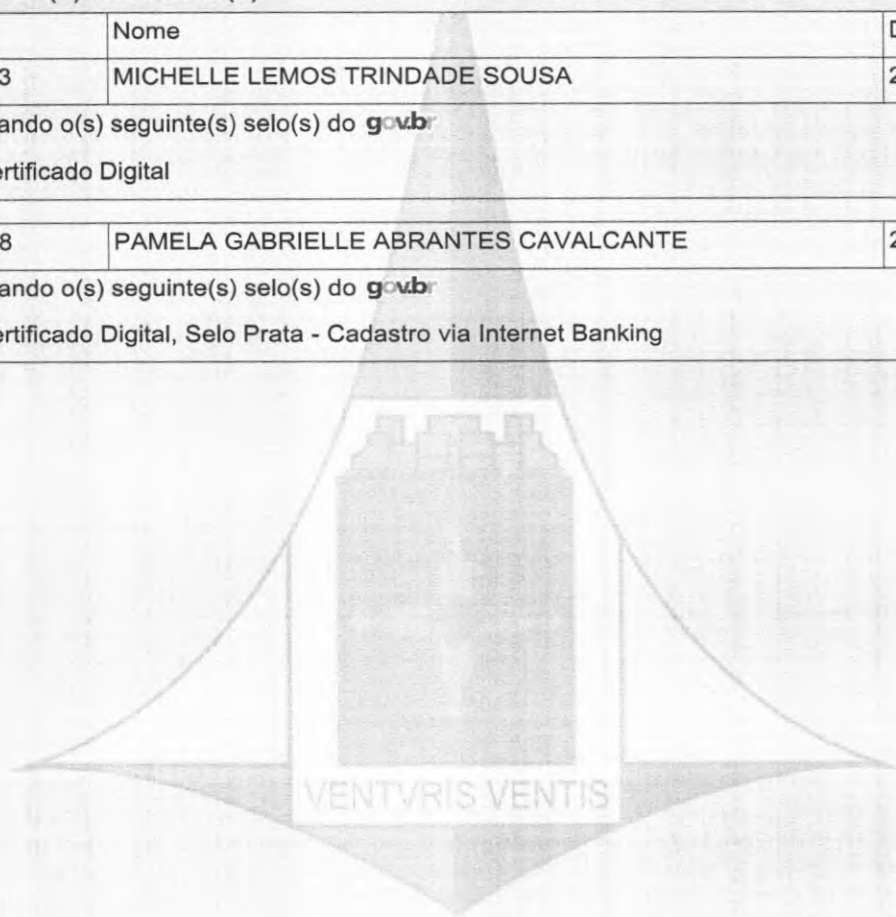 Nome D
3 MICHELLE LEMOS TRINDADE SOUSA 2
ando o(s) seguinte(s) selo(s) do gov.br
ertificado Digital
8 PAMELA GABRIELLE ABRANTES CAVALCANTE 2
ando o(s) seguinte(s) selo(s) do gov.br
ertificado Digital, Selo Prata - Cadastro via Internet Banking
VENTVRIS VENTIS